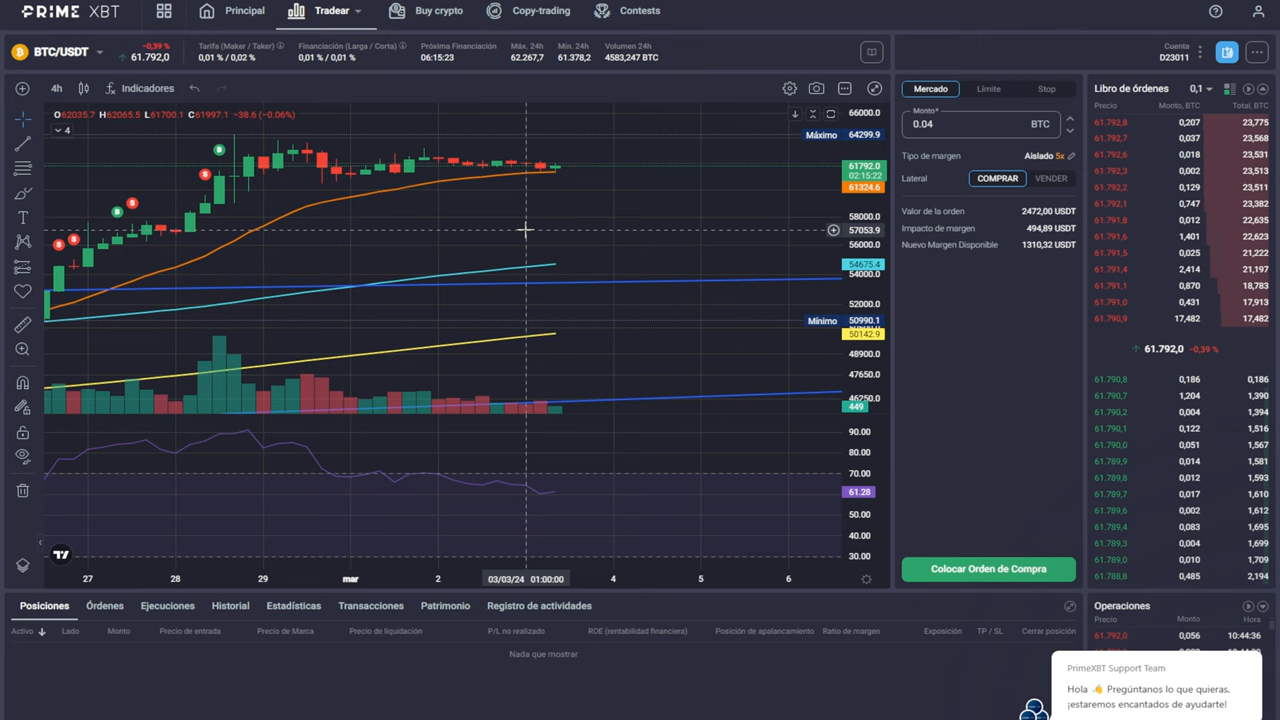 PRIME XBT
Principal
Tradear
Buy crypto
Copy-trading
Contests
BTC/USDT
-0,39 %
61.792,0
Tarifa (Maker / Taker)
0,01 % / 0,02 %
Financiación (Larga / Corta)
0,01 % / 0,01 %
Próxima Financiación
06:15:23
Máx. 24h
62.267,7
Mín. 24h
61.378,2
Volumen 24h
4583,247 BTC
Cuenta
D23011
4h
Indicadores
O62035.7 H62065.5 L61700.1 C61997.1 -38.6 (-0.06%)
4
B
S
B
S
S
S
66000.0
Máximo 64299.9
61792.0
02:15:22
61324.6
58000.0
57053.9
56000.0
54675.4
54000.0
52000.0
Mínimo 50990.1
50142.9
48900.0
47650.0
46250.0
449
90.00
80.00
70.00
61.28
50.00
40.00
30.00
27
28
29
mar
2
03/03/24 01:00:00
4
5
6
Mercado
Límite
Stop
Monto*
0.04
BTC
Tipo de margen
Aislado 5x
Lateral
COMPRAR
VENDER
Valor de la orden 2472,00 USDT
Impacto de margen 494,89 USDT
Nuevo Margen Disponible 1310,32 USDT
Colocar Orden de Compra
Libro de órdenes
0,1
Precio Monto, BTC Total, BTC
61.792,8 0,207 23,775
61.792,7 0,037 23,568
61.792,6 0,018 23,531
61.792,3 0,002 23,513
61.792,2 0,129 23,511
61.792,1 0,747 23,382
61.791,8 0,012 22,635
61.791,6 1,401 22,623
61.791,5 0,025 21,222
61.791,4 2,414 21,197
61.791,1 0,870 18,783
61.791,0 0,431 17,913
61.790,9 17,482 17,482
61.792,0 -0,39 %
61.790,8 0,186 0,186
61.790,7 1,204 1,390
61.790,2 0,004 1,394
61.790,1 0,122 1,516
61.790,0 0,051 1,567
61.789,9 0,014 1,581
61.789,8 0,012 1,593
61.789,7 0,017 1,610
61.789,6 0,002 1,612
61.789,4 0,083 1,695
61.789,3 0,004 1,699
61.789,0 0,010 1,709
61.788,8 0,485 2,194
Posiciones
Órdenes
Ejecuciones
Historial
Estadísticas
Transacciones
Patrimonio
Registro de actividades
Activo
Lado
Monto
Precio de entrada
Precio de Marca
Precio de liquidación
P/L no realizado
ROE (rentabilidad financiera)
Posición de apalancamiento
Ratio de margen
Exposición
TP / SL
Cerrar posición
Nada que mostrar
Operaciones
Precio Monto Hora
61.792,0 0,056 10:44:36
PrimeXBT Support Team
Hola 👋 Pregúntanos lo que quieras,
¡estaremos encantados de ayudarte!